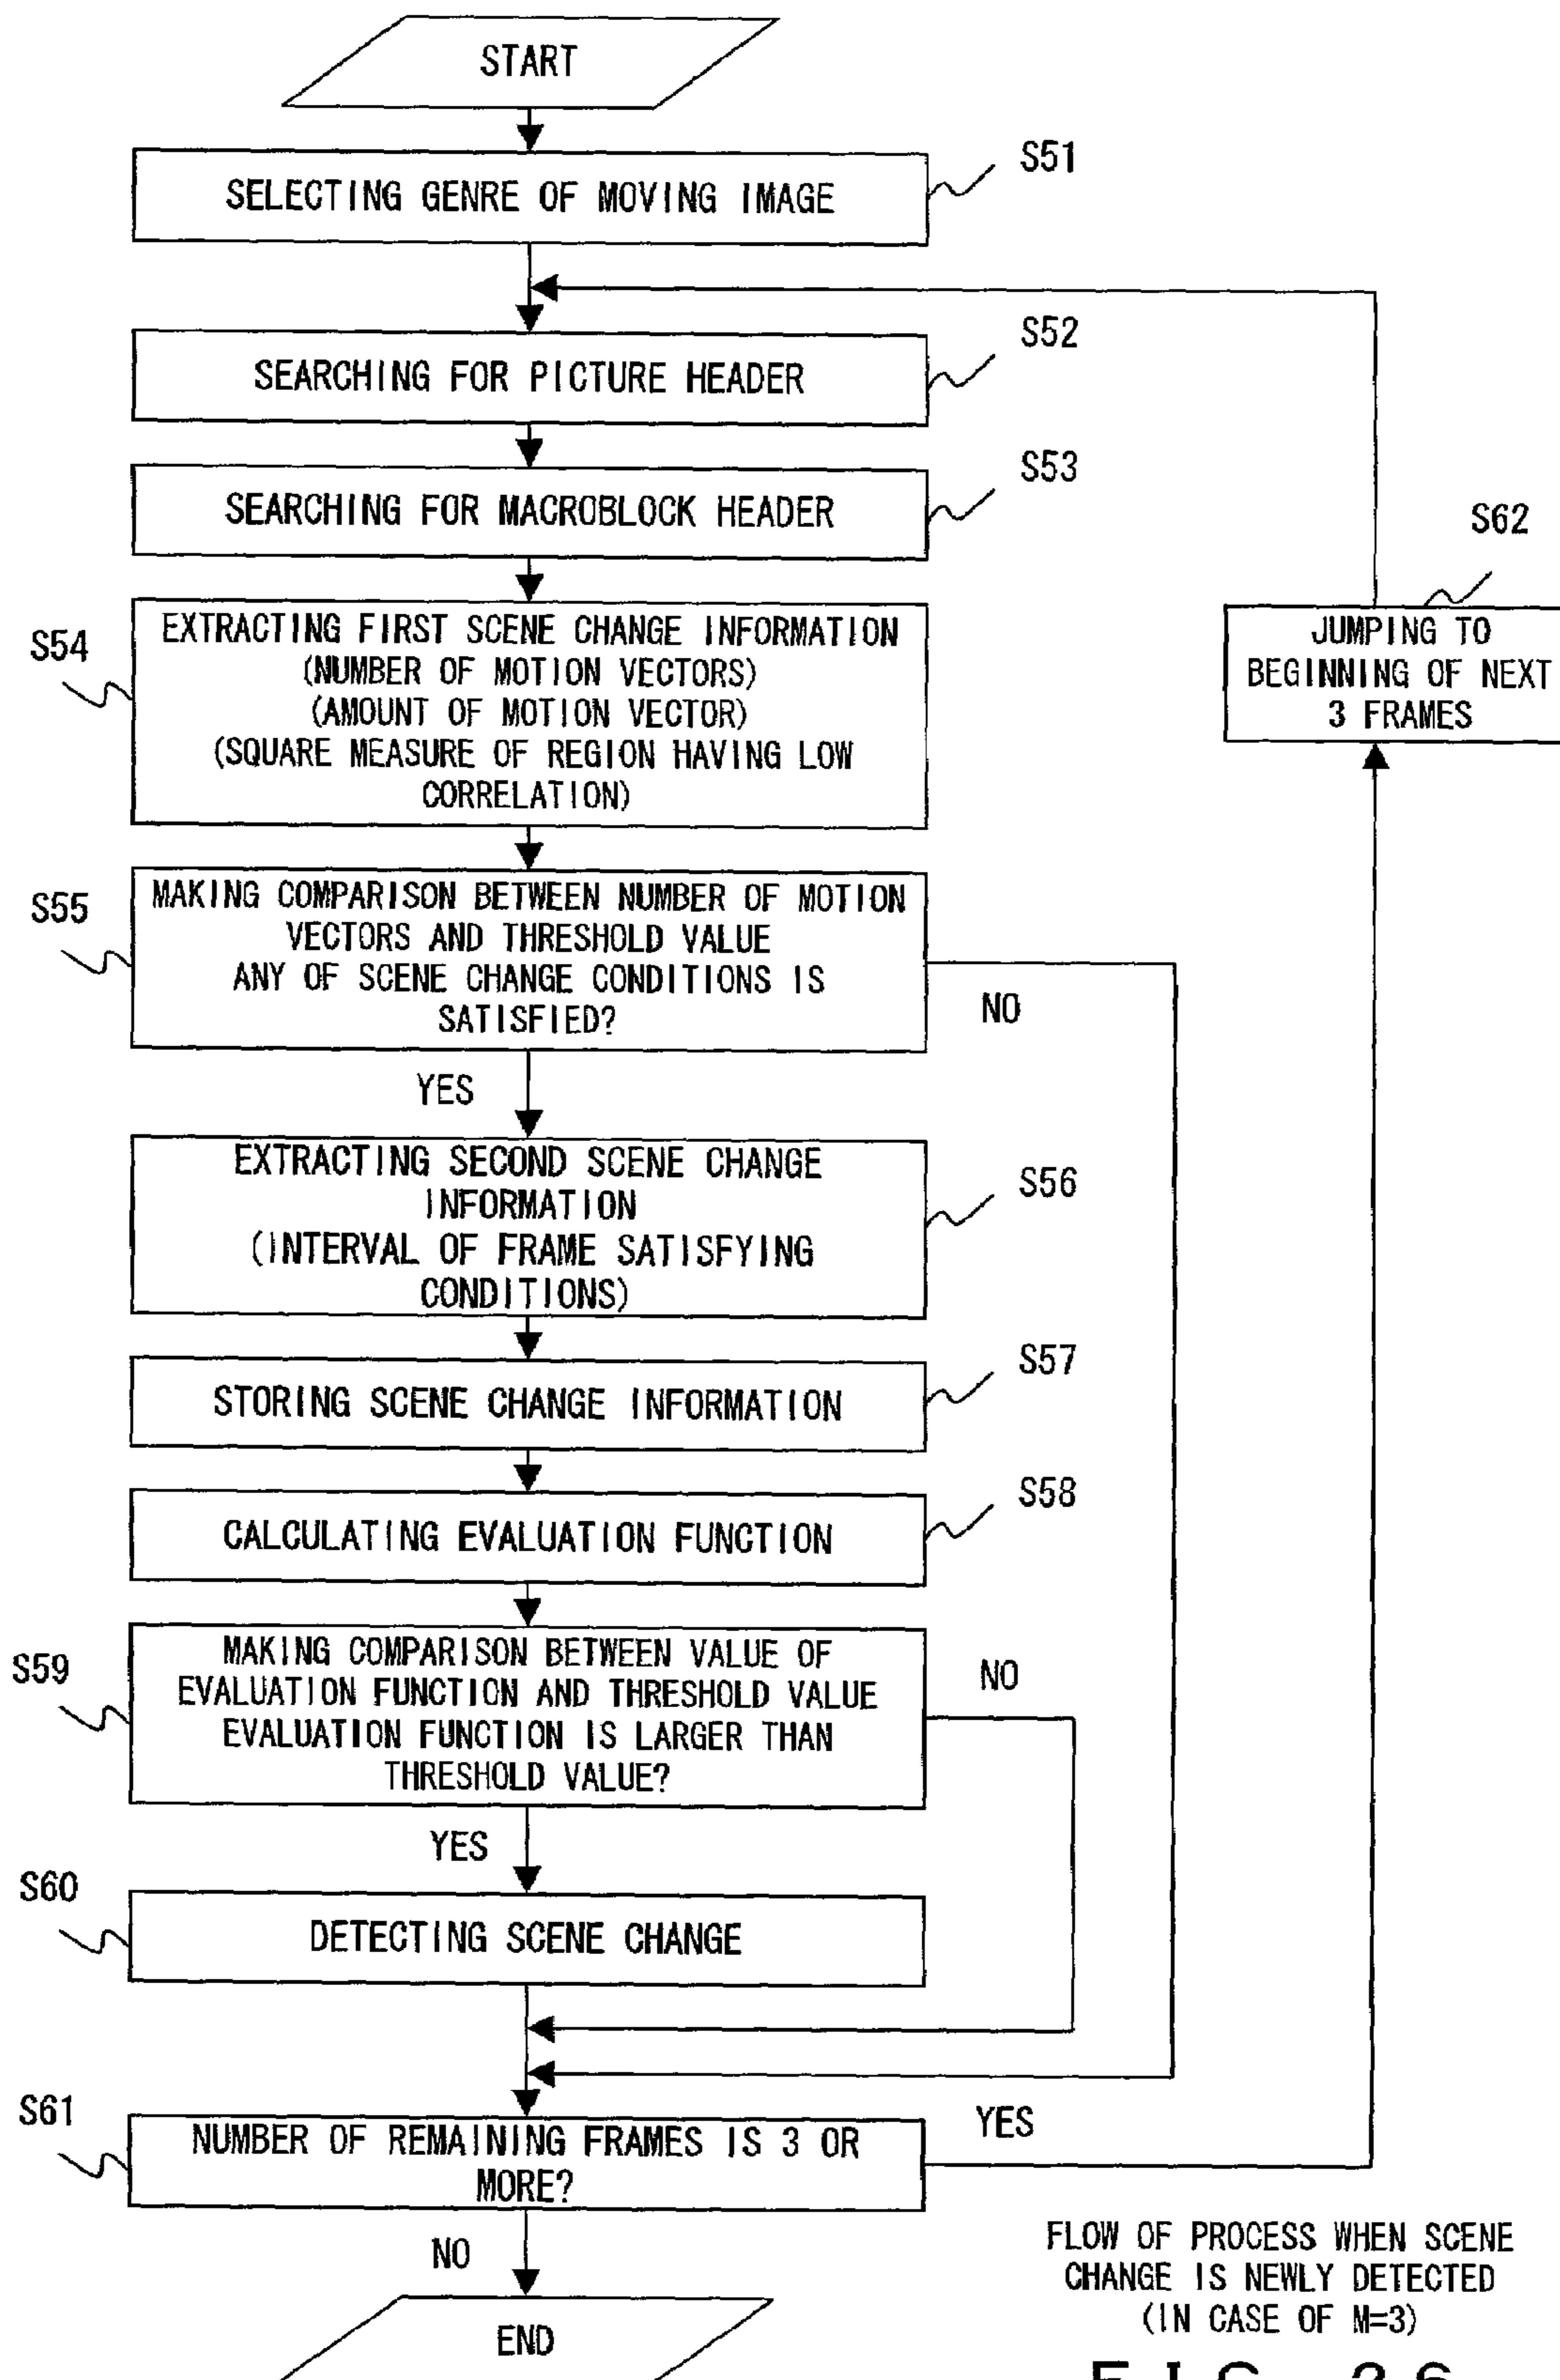 START
SELECTING GENRE OF MOVING IMAGE
S51
SEARCHING FOR PICTURE HEADER
S52
SEARCHING FOR MACROBLOCK HEADER
S53
S54
EXTRACTING FIRST SCENE CHANGE INFORMATION
(NUMBER OF MOTION VECTORS)
(AMOUNT OF MOTION VECTOR)
(SQUARE MEASURE OF REGION HAVING LOW
CORRELATION)
S62
JUMPING TO
BEGINNING OF NEXT
3 FRAMES
S55
MAKING COMPARISON BETWEEN NUMBER OF MOTION
VECTORS AND THRESHOLD VALUE
ANY OF SCENE CHANGE CONDITIONS IS
SATISFIED?
NO
YES
EXTRACTING SECOND SCENE CHANGE
INFORMATION
(INTERVAL OF FRAME SATISFYING
CONDITIONS)
S56
STORING SCENE CHANGE INFORMATION
S57
CALCULATING EVALUATION FUNCTION
S58
S59
MAKING COMPARISON BETWEEN VALUE OF
EVALUATION FUNCTION AND THRESHOLD VALUE
EVALUATION FUNCTION IS LARGER THAN
THRESHOLD VALUE?
NO
YES
S60
DETECTING SCENE CHANGE
S61
NUMBER OF REMAINING FRAMES IS 3 OR
MORE?
YES
NO
END
FLOW OF PROCESS WHEN SCENE
CHANGE IS NEWLY DETECTED
(IN CASE OF M=3)